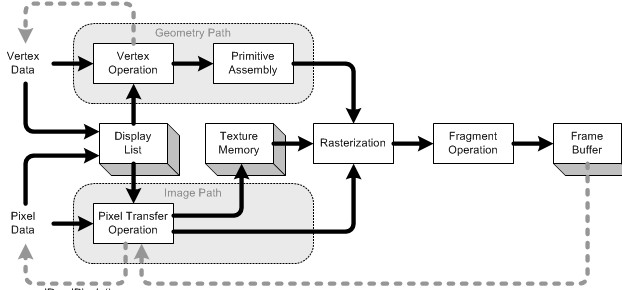 Geometry Path
Vertex
Data
Vertex
Operation
Primitive
Assembly
Display
List
Texture
Memory
Rasterization
Fragment
Operation
Frame
Buffer
Image Path
Pixel
Data
Pixel Transfer
Operation